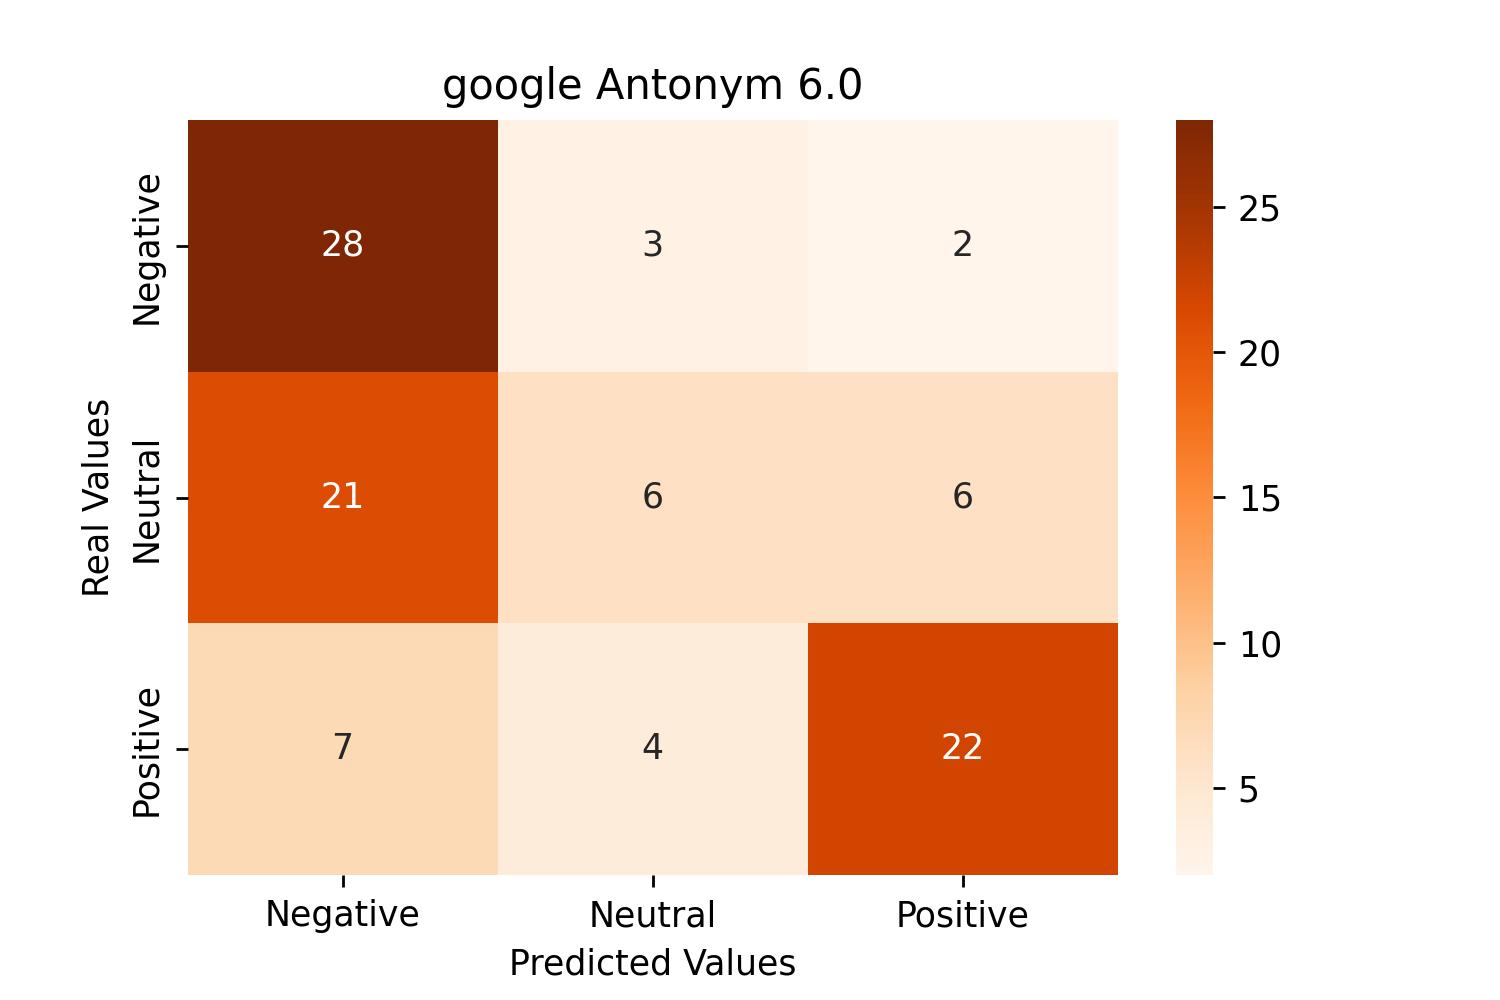 google Antonym 6.0
Real Values
Negative
28 3 2
Neutral
21 6 6
Positive
7 4 22
Negative Neutral Positive
Predicted Values
25
20
15
10
5